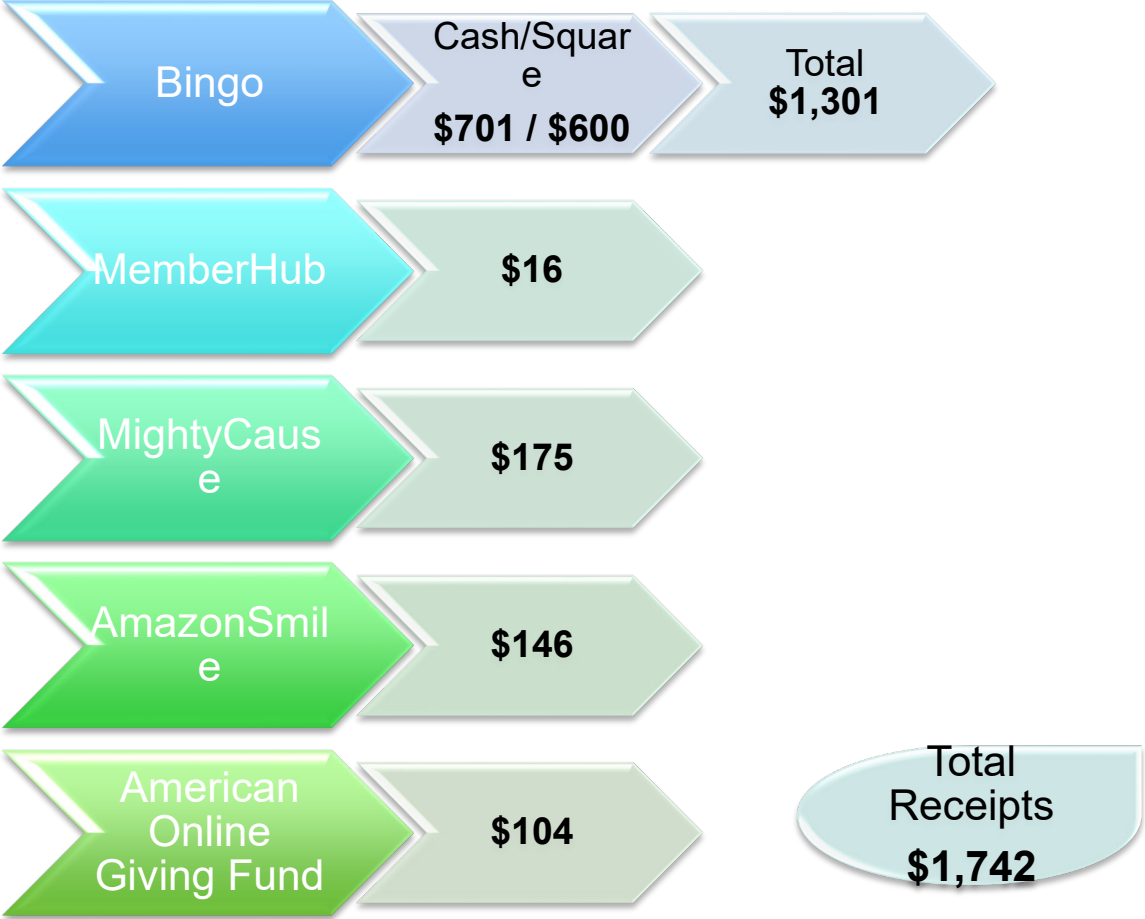 Bingo
Cash/Squar
e
$701 / $600
Total
$1,301
MemberHub
$16
MightyCaus
e
$175
AmazonSmil
e
$146
American
Online
Giving Fund
$104
Total
Receipts
$1,742